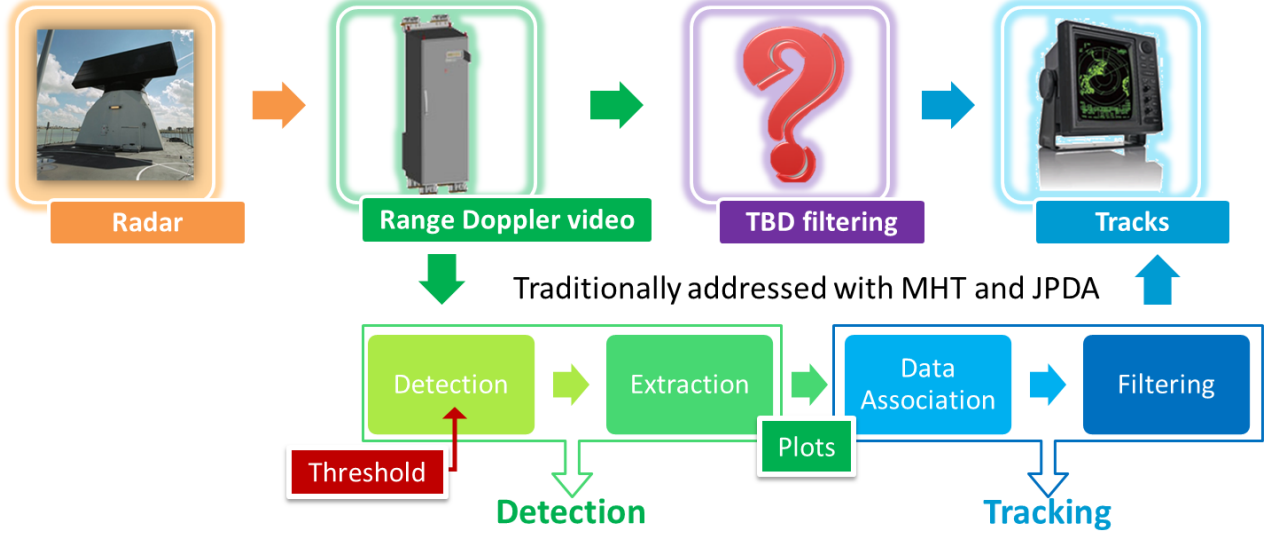 Radar
Range Doppler video
TBD filtering
Tracks
Traditionally addressed with MHT and JPDA
Detection
Extraction
Data
Association
Filtering
Threshold
Plots
Detection
Tracking